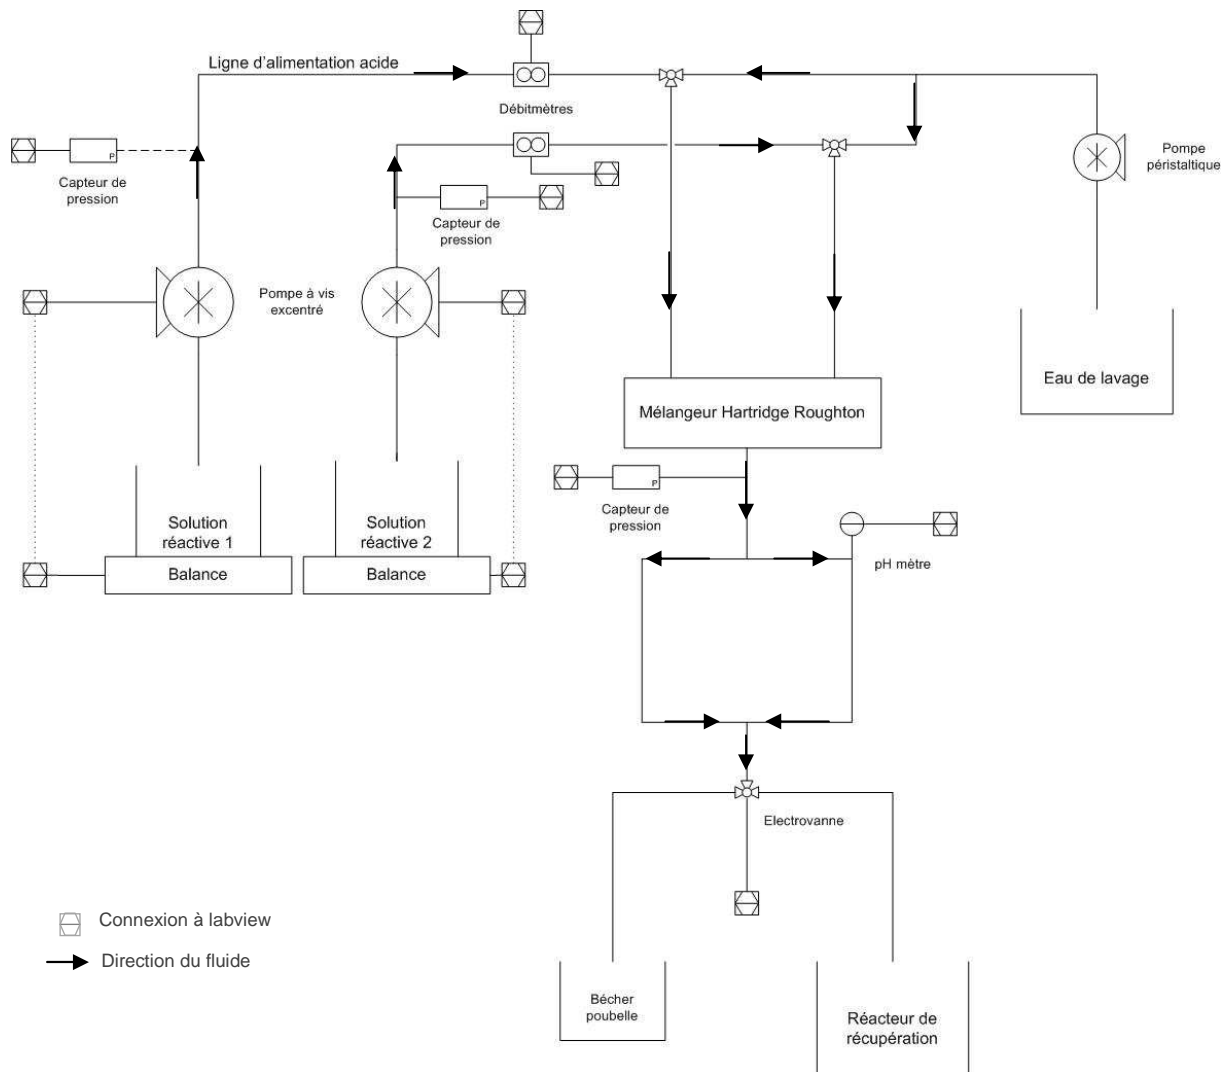 Ligne d'alimentation acide
Débitmètres
P
Capteur de
pression
P
Capteur de
pression
Pompe
péristaltique
Pompe à vis
excentré
Eau de lavage
Mélangeur Hartridge Roughton
P
Capteur de
pression
Solution
réactive 1
Balance
Solution
réactive 2
Balance
pH mètre
Electrovanne
Connexion à labview
Direction du fluide
Bécher
poubelle
Réacteur de
récupération